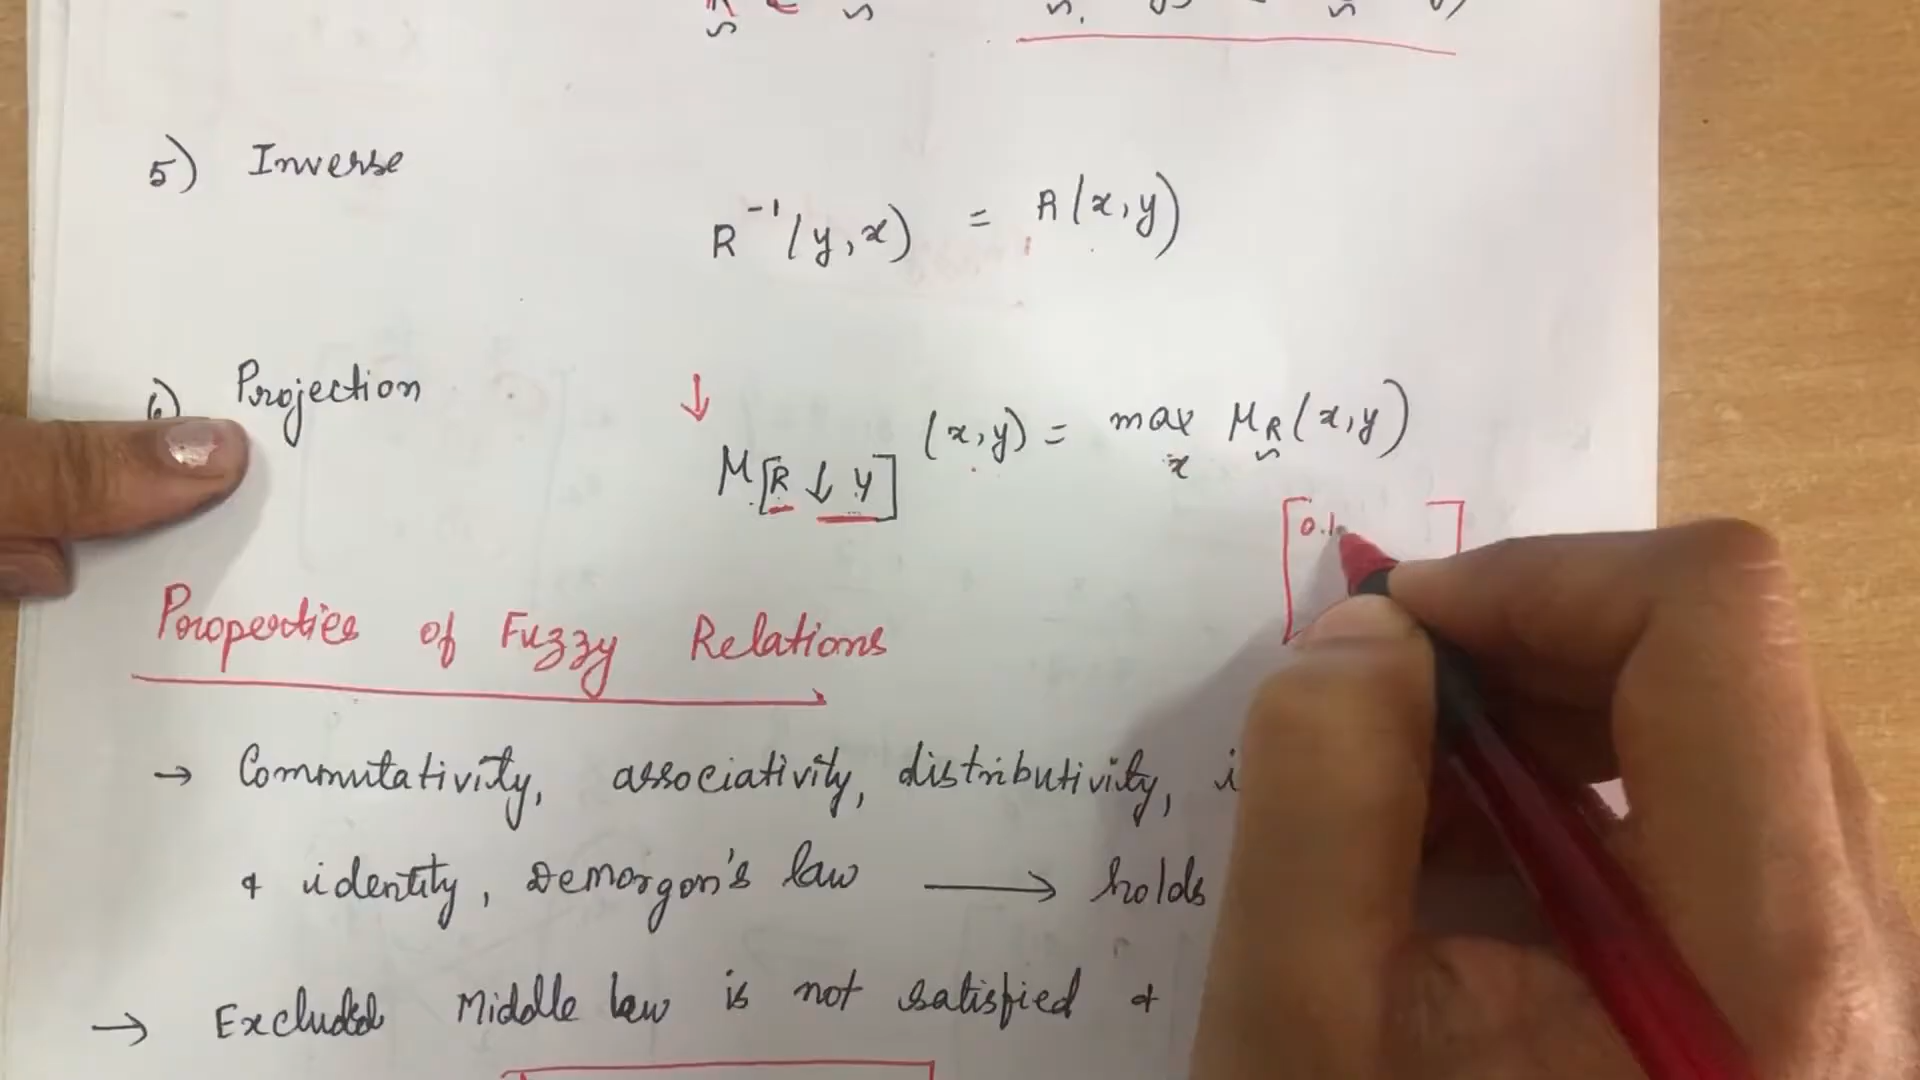 5) Inverse
R⁻¹(y,x) = R(x,y)
Projection
↓
μ[R ↓ Y] (x,y) = max μR(x,y)
x
0.1
Properties of Fuzzy Relations
→ Commutativity, associativity, distributivity, i
& identity, Demorgon's law → holds
→ Excluded Middle law is not satisfied &